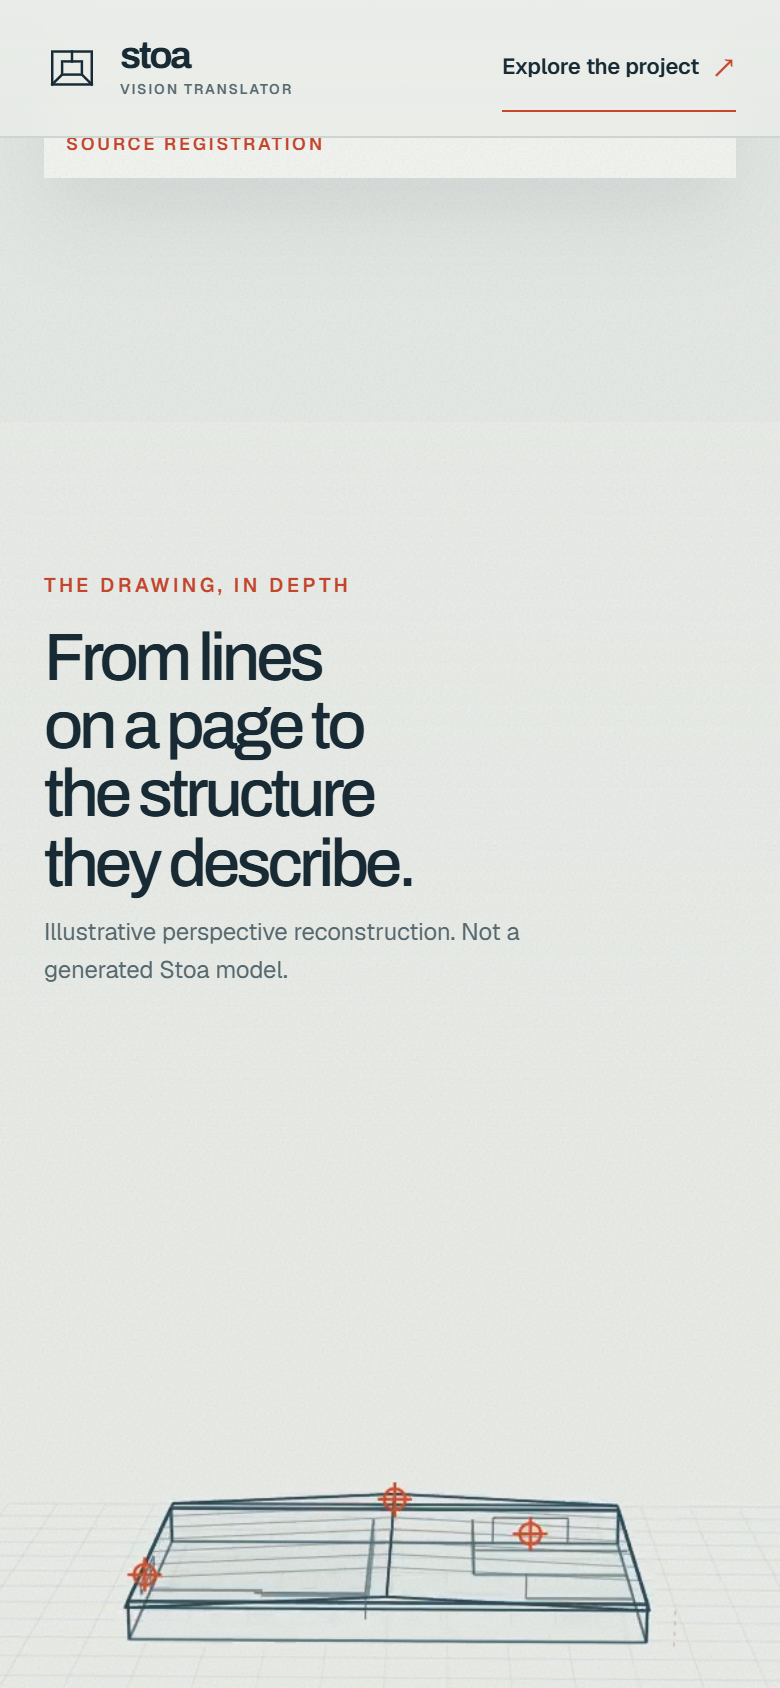 stoa
VISION TRANSLATOR
Explore the project ↗
SOURCE REGISTRATION
THE DRAWING, IN DEPTH
From lines
on a page to
the structure
they describe.
Illustrative perspective reconstruction. Not a
generated Stoa model.